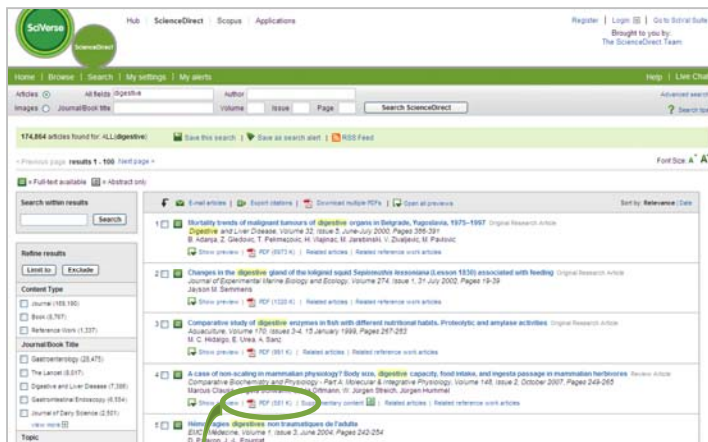 SciVerse
ScienceDirect
Hub | ScienceDirect | Scopus | Applications
Register | Login | Go to SciVal Suite
Brought to you by:
The ScienceDirect Team
Home | Browse | Search | My settings | My alerts
Help | Live Chat
Articles All fields digestive Author
Advanced search
Images Journal/Book title Volume Issue Page Search ScienceDirect
? Search tips
174,864 articles found for: ALL(digestive) Save this search | Save as search alert | RSS Feed
< Previous page results 1 - 100 Next page >
Font Size: A A
= Full-text available = Abstract only
Search within results
Search
Refine results
Limit to Exclude
Content Type
Book (8,767)
Reference Work (1,337)
Journal/Book Title
Gastroenterology (25,475)
The Lancet (8,017)
Digestive and Liver Disease
Gastrointestinal Endoscopy
Journal of Dairy Science (2,501)
view more
Topic
E-mail articles | Export citations | Download multiple PDFs | Open all previews
Sort by: Relevance | Date
1 Mortality trends of malignant tumours of digestive organs in Belgrade, Yugoslavia, 1975-1997 Original Research Article
Digestive and Liver Disease, Volume 32, Issue 5, June-July 2000, Pages 386-391
B. Adanja, Z. Gledovic, T. Pekmezovic, H. Vlajinac, M. Jarebinski, V. Zivaljevic, M. Pavlovic
Show preview | PDF | Related articles | Related reference work articles
2 Changes in the digestive gland of the loliginid squid Sepioteuthis lessoniana (Lesson 1830) associated with feeding Original Research Article
Journal of Experimental Marine Biology and Ecology, Volume 274, Issue 1, 31 July 2002, Pages 19-39
Jayson M. Semmens
Show preview | PDF (1220 K) | Related articles | Related reference work articles
3 Comparative study of digestive enzymes in fish with different nutritional habits. Proteolytic and amylase activities Original Research Article
Aquaculture, Volume 170, Issues 3-4, 15 January 1999, Pages 267-283
M. C. Hidalgo, E. Urea, A. Sanz
Show preview | PDF | Related articles | Related reference work articles
4 A case of non-scaling in mammalian physiology? Body size, digestive capacity, food intake, and ingesta passage in mammalian herbivores Review Article
Comparative Biochemistry and Physiology - Part A: Molecular & Integrative Physiology, Volume 148, Issue 2, October 2007, Pages 249-265
Marcus Clauss, Ortmann, W. Jürgen Streich, Jürgen Hummel
Show preview | PDF (581 K) | Supplementary content | Related articles | Related reference work articles
5 Hémorragies digestives non traumatiques de l'adulte
EMC - Médecine, Volume 1, Issue 3, June 2004, Pages 242-254